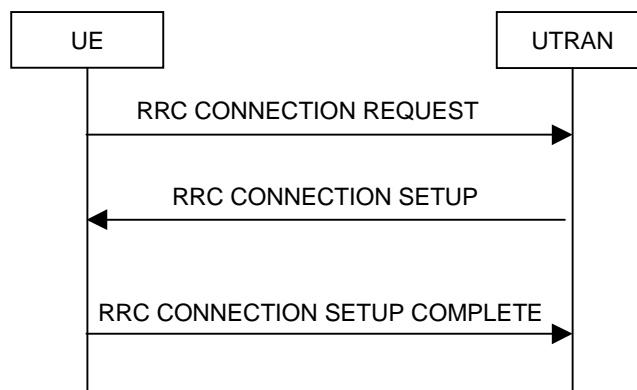 UE
UTRAN
RRC CONNECTION REQUEST
RRC CONNECTION SETUP
RRC CONNECTION SETUP COMPLETE